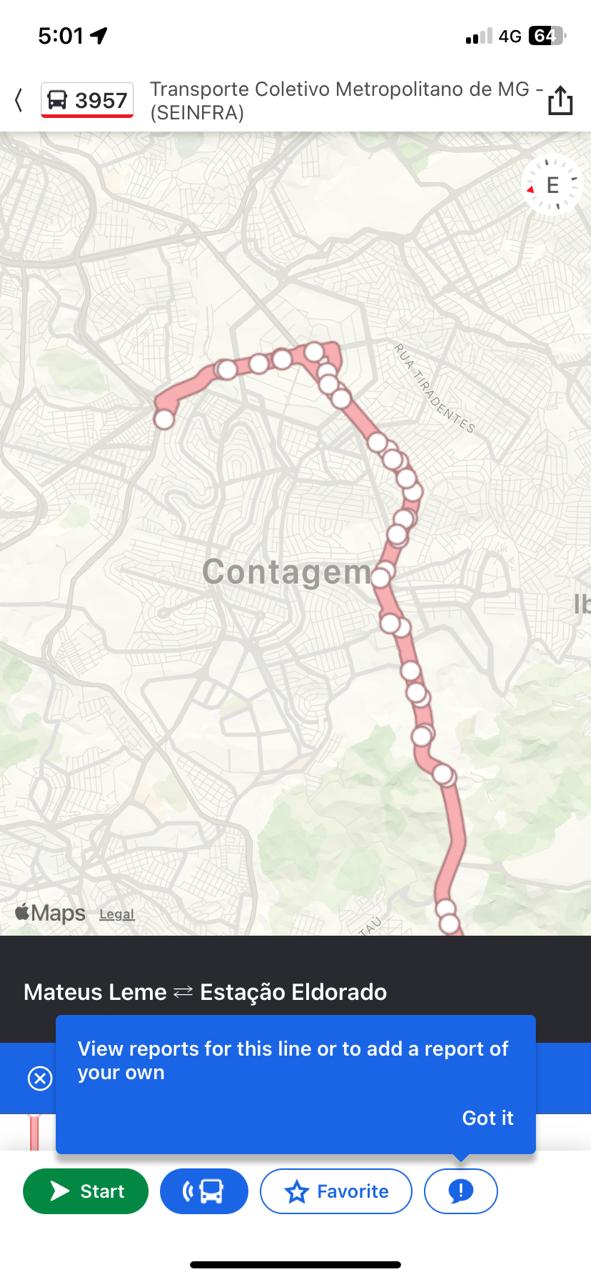 5:01
4G 64
3957
Transporte Coletivo Metropolitano de MG -
(SEINFRA)
E
RUA TIRADENTES
Contagem
Ib
Maps Legal
TAU
Mateus Leme ⇄ Estação Eldorado
View reports for this line or to add a report of
your own
Got it
Start
Favorite